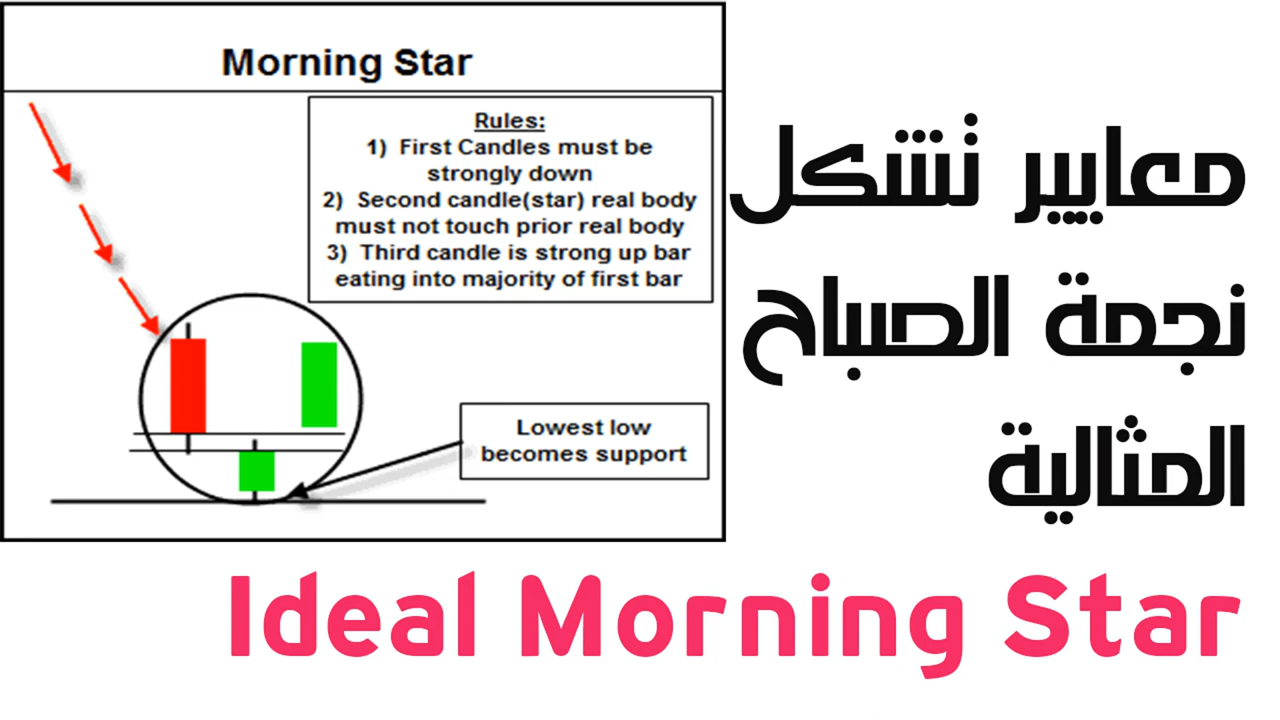 Morning Star
Rules:
1) First Candles must be
strongly down
2) Second candle(star) real body
must not touch prior real body
3) Third candle is strong up bar
eating into majority of first bar
Lowest low
becomes support
معايير تشكل
نجمة الصباح
المثالية
Ideal Morning Star